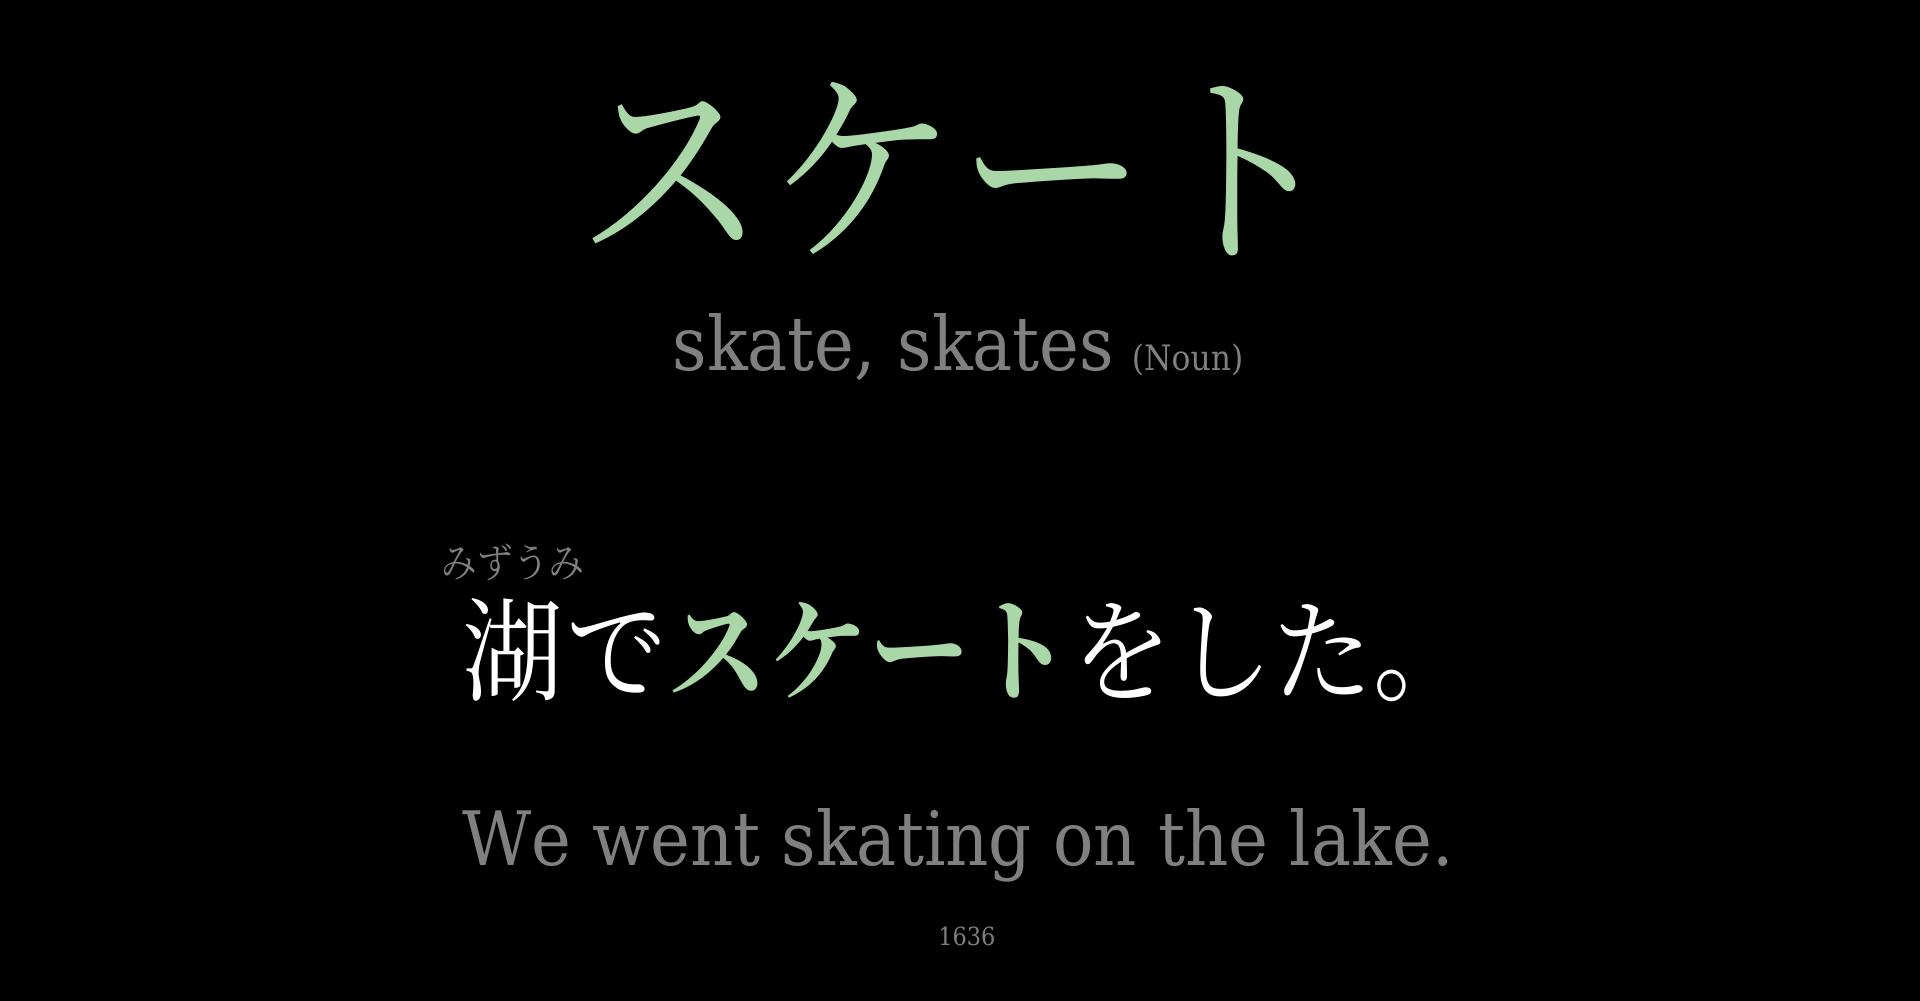 スケート
skate, skates (Noun)
みずうみ
湖でスケートをした。
We went skating on the lake.
1636